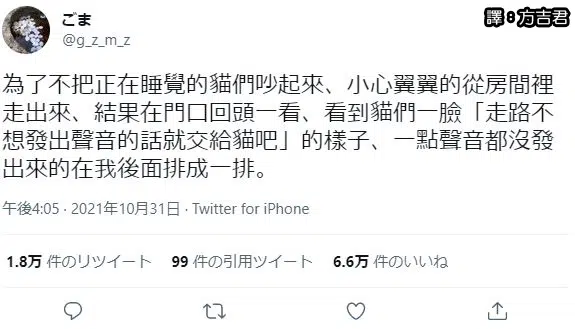 譯:方吉君
ごま
@g_z_m_z
為了不把正在睡覺的貓們吵起來、小心翼翼的從房間裡
走出來、結果在門口回頭一看、看到貓們一臉「走路不
想發出聲音的話就交給貓吧」的樣子、一點聲音都沒發
出來的在我後面排成一排。
午後4:05 · 2021年10月31日 · Twitter for iPhone
1.8万 件のリツイート 99 件の引用ツイート 6.6万 件のいいね